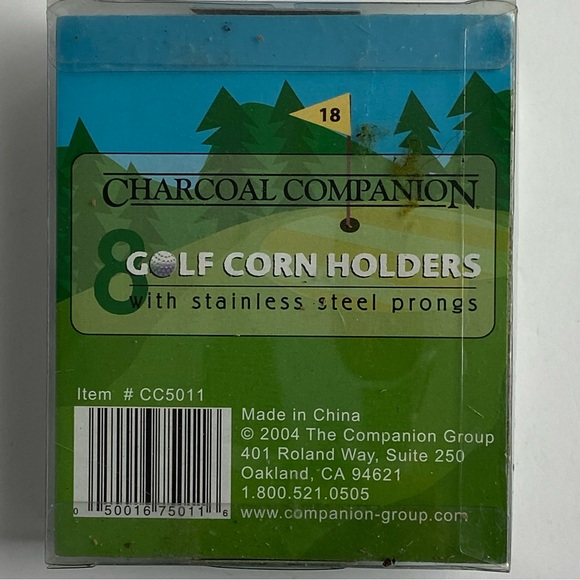 18
CHARCOAL COMPANION
8 GOLF CORN HOLDERS
with stainless steel prongs
Item # CC5011
0 50016 75011 6
Made in China
© 2004 The Companion Group
401 Roland Way, Suite 250
Oakland, CA 94621
1.800.521.0505
www.companion-group.com